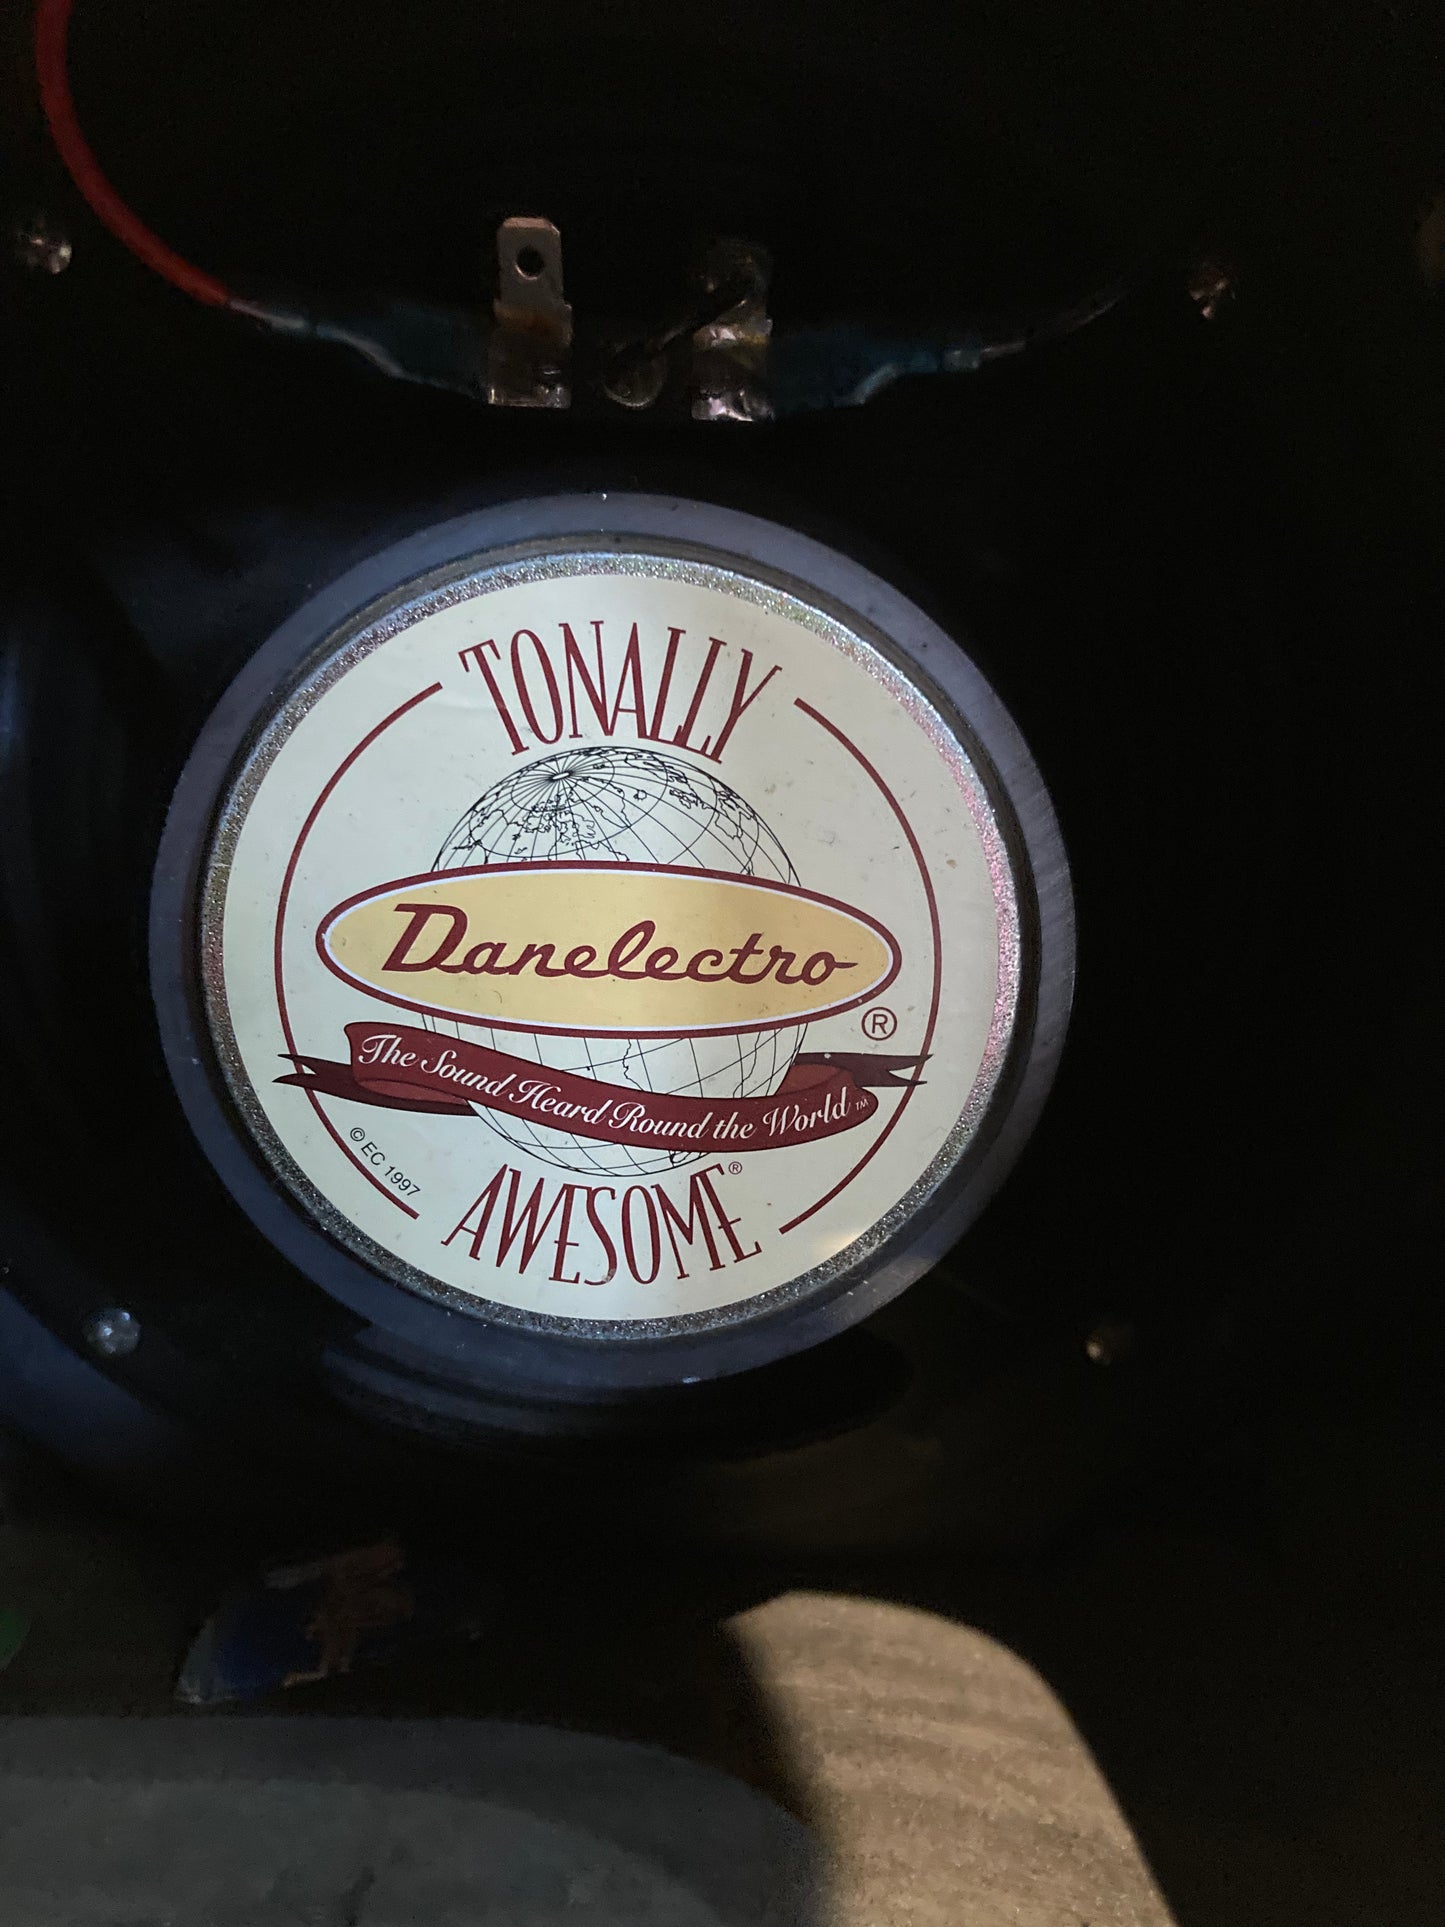 TONALLY
Danelectro
®
The Sound Heard Round the World™
© EC 1997
AWESOME®